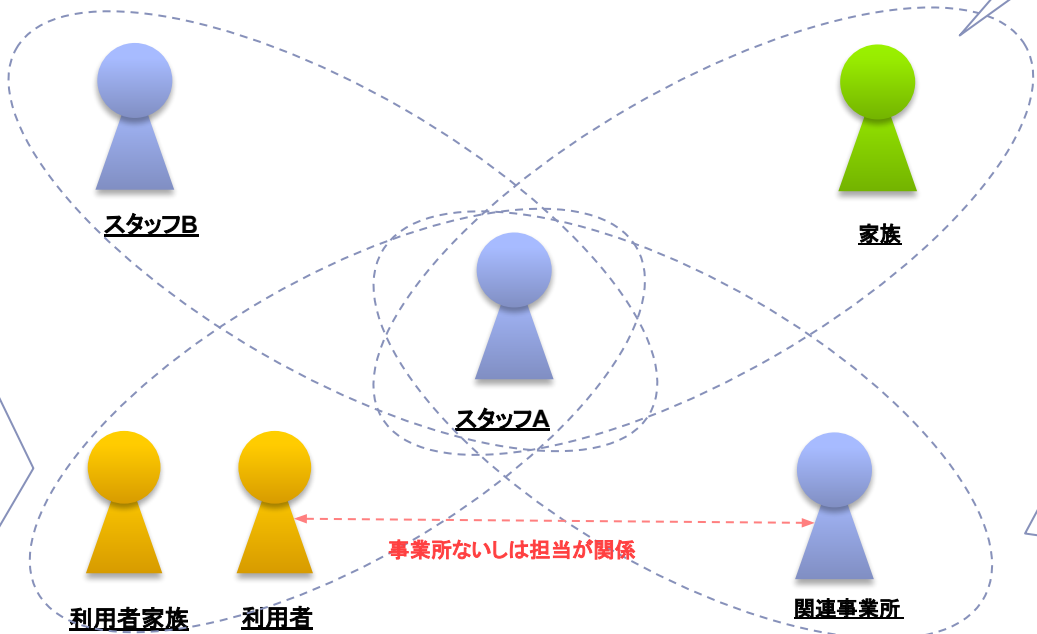 スタッフB
家族
スタッフA
事業所ないしは担当が関係
利用者家族
利用者
関連事業所